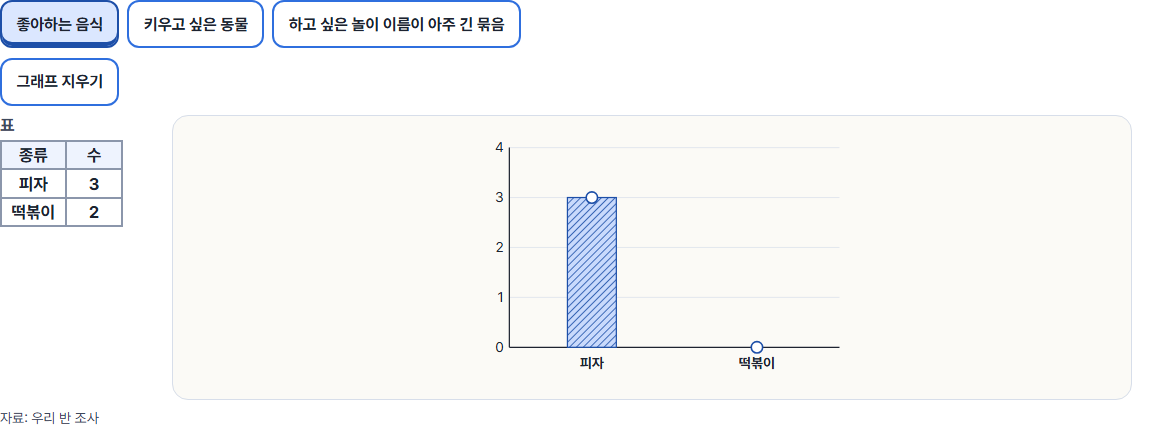 좋아하는 음식 키우고 싶은 동물 하고 싶은 놀이 이름이 아주 긴 묶음
그래프 지우기
표
종류 수
피자 3
떡볶이 2
4
3
2
1
0
피자 떡볶이
자료: 우리 반 조사